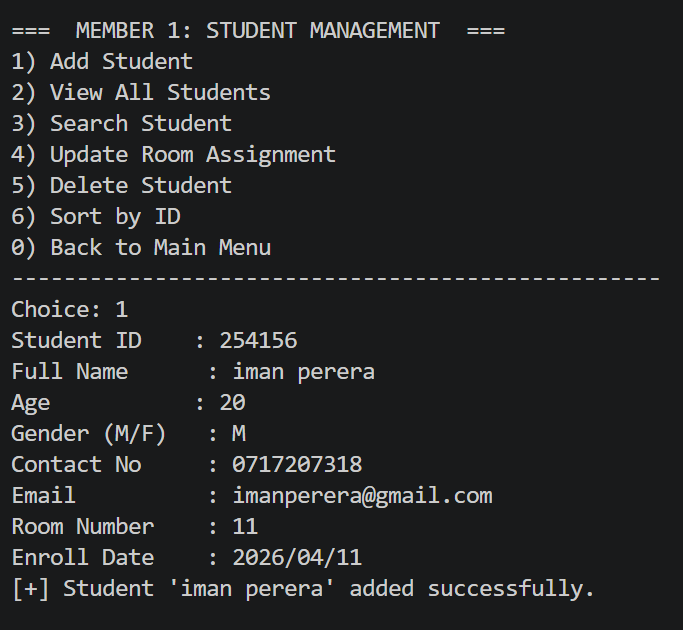 ===  MEMBER 1: STUDENT MANAGEMENT  ===
1) Add Student
2) View All Students
3) Search Student
4) Update Room Assignment
5) Delete Student
6) Sort by ID
0) Back to Main Menu
--------------------------------------------------
Choice: 1
Student ID    : 254156
Full Name      : iman perera
Age           : 20
Gender (M/F)   : M
Contact No     : 0717207318
Email          : imanperera@gmail.com
Room Number    : 11
Enroll Date    : 2026/04/11
[+] Student 'iman perera' added successfully.